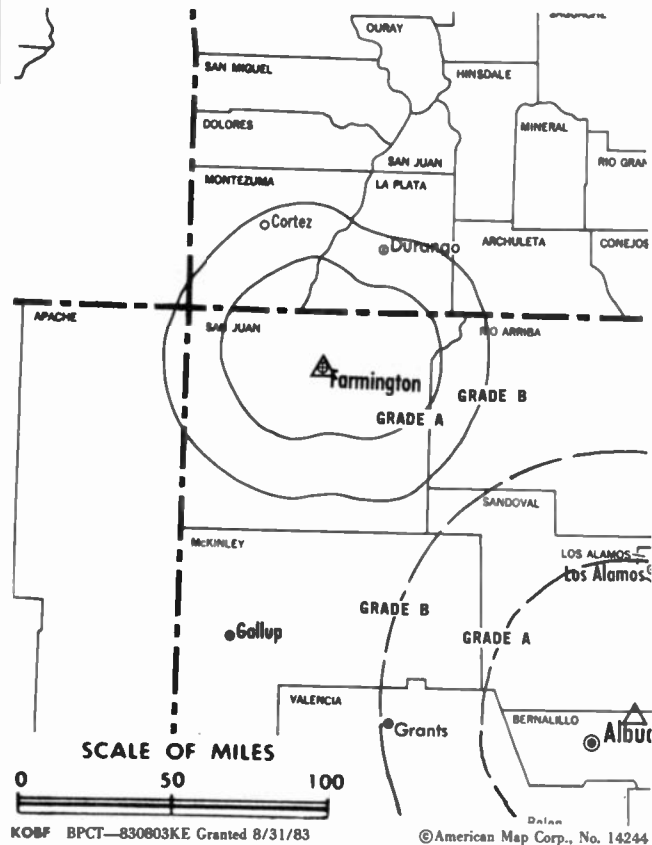 OURAY
SAN MIGUEL
HINSDALE
DOLORES
MINERAL
SAN JUAN
RIO GRAN
MONTEZUMA
LA PLATA
Cortez
Durango
ARCHULETA
CONEJOS
APACHE
SAN JUAN
RIO ARRIBA
Farmington
GRADE B
GRADE A
SANDOVAL
McKINLEY
LOS ALAMOS
Los Alamos
GRADE B
GRADE A
Gallup
VALENCIA
Grants
BERNALILLO
Albuq
SCALE OF MILES
0 50 100
KOBF BPCT—830803KE Granted 8/31/83
©American Map Corp., No. 14244